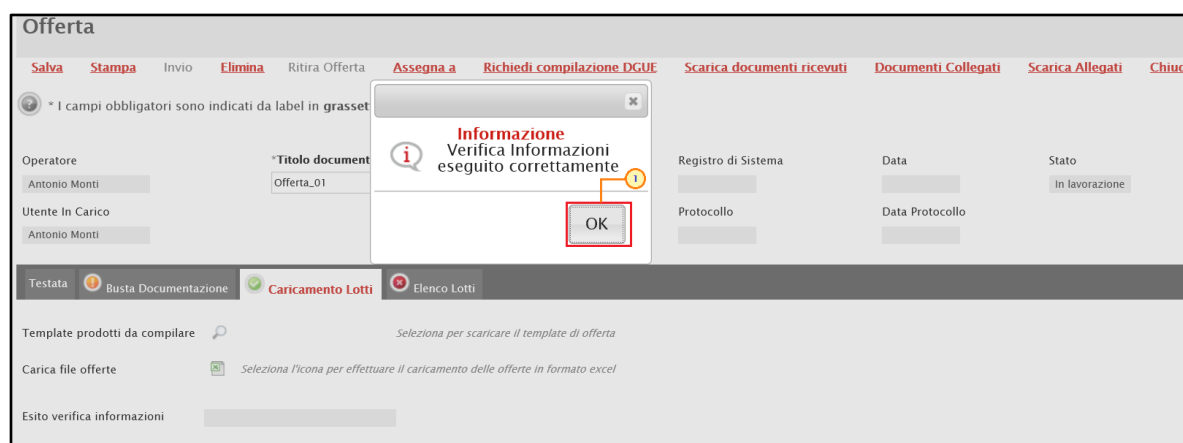 Offerta
Salva Stampa Invio Elimina Ritira Offerta Assegna a Richiedi compilazione DGUE Scarica documenti ricevuti Documenti Collegati Scarica Allegati
* I campi obbligatori sono indicati da label in grasset
Informazione
Verifica Informazioni
eseguito correttamente
1
OK
Operatore *Titolo document Registro di Sistema Data Stato
Antonio Monti Offerta_01 In lavorazione
Utente In Carico Protocollo Data Protocollo
Antonio Monti
Testata Busta Documentazione Caricamento Lotti Elenco Lotti
Template prodotti da compilare Seleziona per scaricare il template di offerta
Carica file offerte Seleziona l'icona per effettuare il caricamento delle offerte in formato excel
Esito verifica informazioni